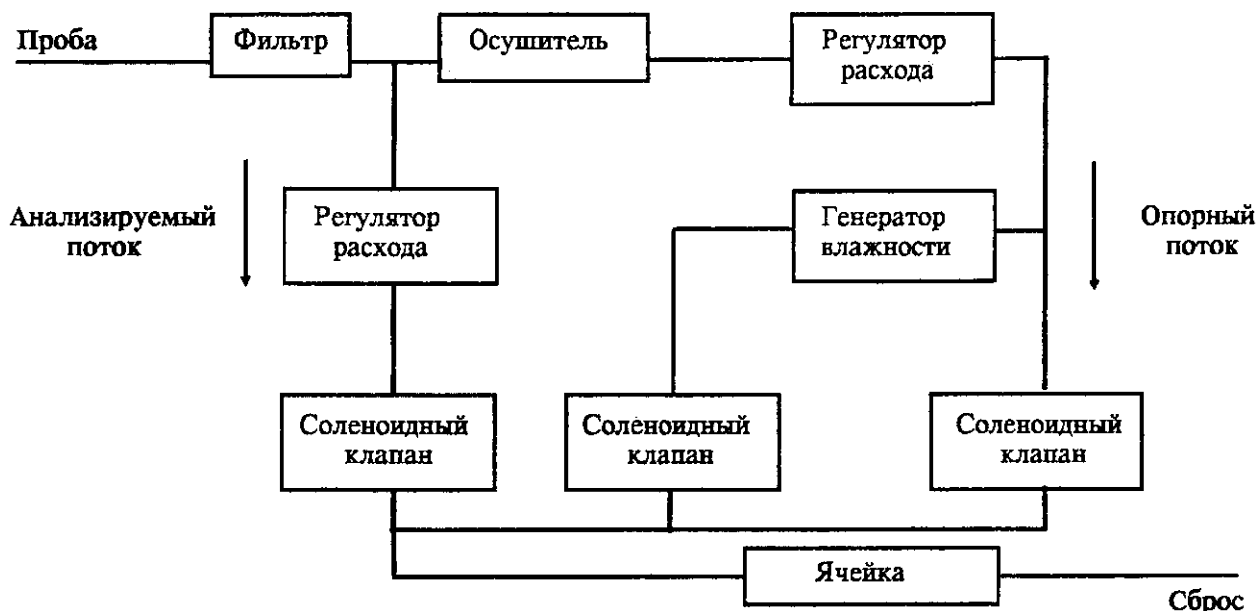 Проба
Фильтр
Осушитель
Регулятор
расхода
Анализируемый
поток
Регулятор
расхода
Генератор
влажности
Опорный
поток
Соленоидный
клапан
Соленоидный
клапан
Соленоидный
клапан
Ячейка
Сброс